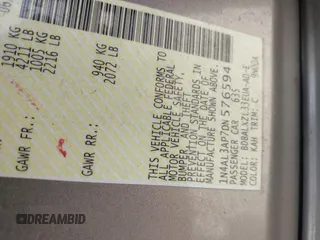 1910 KG
4211 LB
1005 KG
2216 LB
GAWR FR:
940 KG
2072 LB
GAWR RR:
THIS VEHICLE CONFORMS TO
ALL APPLICABLE FEDERAL
MOTOR VEHICLE SAFETY,
BUMPER, AND THEFT
PREVENTION STANDARDS
IN EFFECT ON THE DATE OF
MANUFACTURE SHOWN ABOVE.
1N4AL3AP7DN576594
PASSENGER CAR 635
MODEL:
COLOR: KAH TRIM: C
DREAMBID